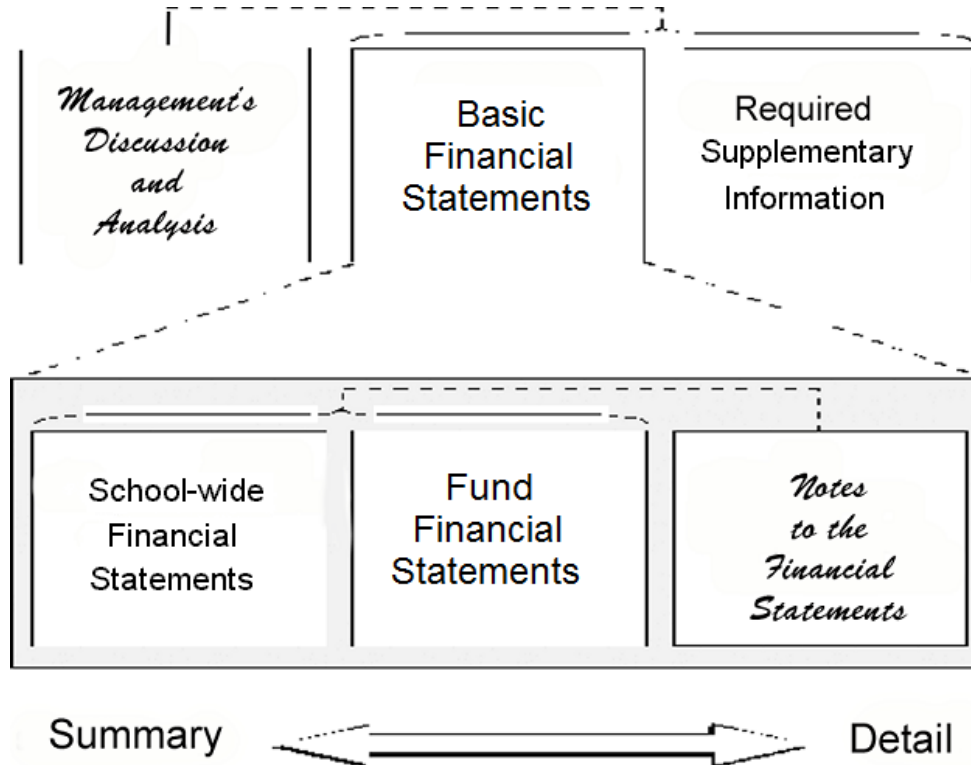 Management's
Discussion
and
Analysis
Basic
Financial
Statements
Required
Supplementary
Information
School-wide
Financial
Statements
Fund
Financial
Statements
Notes
to the
Financial
Statements
Summary
Detail